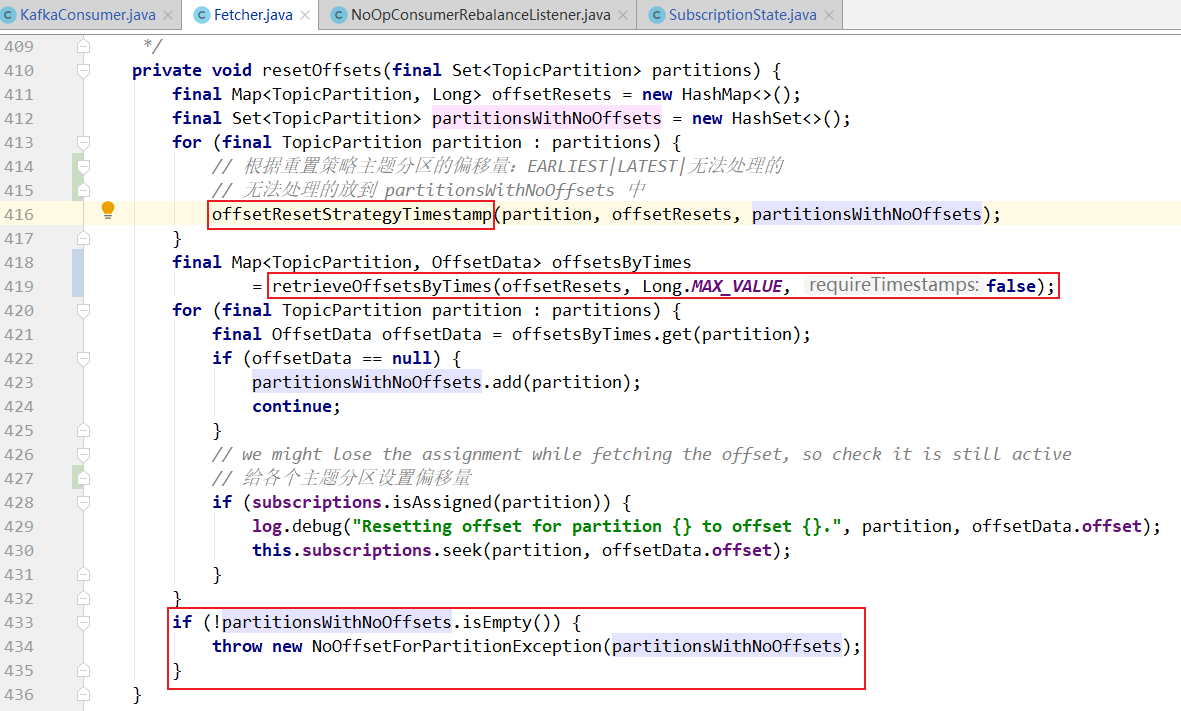 KafkaConsumer.java × Fetcher.java × NoOpConsumerRebalanceListener.java × SubscriptionState.java ×
409 */
410 private void resetOffsets(final Set<TopicPartition> partitions) {
411 final Map<TopicPartition, Long> offsetResets = new HashMap<>();
412 final Set<TopicPartition> partitionsWithNoOffsets = new HashSet<>();
413 for (final TopicPartition partition : partitions) {
414 // 根据重置策略主题分区的偏移量：EARLIEST|LATEST|无法处理的
415 // 无法处理的放到 partitionsWithNoOffsets 中
416 offsetResetStrategyTimestamp(partition, offsetResets, partitionsWithNoOffsets);
417 }
418 final Map<TopicPartition, OffsetData> offsetsByTimes
419 = retrieveOffsetsByTimes(offsetResets, Long.MAX_VALUE, requireTimestamps: false);
420 for (final TopicPartition partition : partitions) {
421 final OffsetData offsetData = offsetsByTimes.get(partition);
422 if (offsetData == null) {
423 partitionsWithNoOffsets.add(partition);
424 continue;
425 }
426 // we might lose the assignment while fetching the offset, so check it is still active
427 // 给各个主题分区设置偏移量
428 if (subscriptions.isAssigned(partition)) {
429 log.debug("Resetting offset for partition {} to offset {}.", partition, offsetData.offset);
430 this.subscriptions.seek(partition, offsetData.offset);
431 }
432 }
433 if (!partitionsWithNoOffsets.isEmpty()) {
434 throw new NoOffsetForPartitionException(partitionsWithNoOffsets);
435 }
436 }